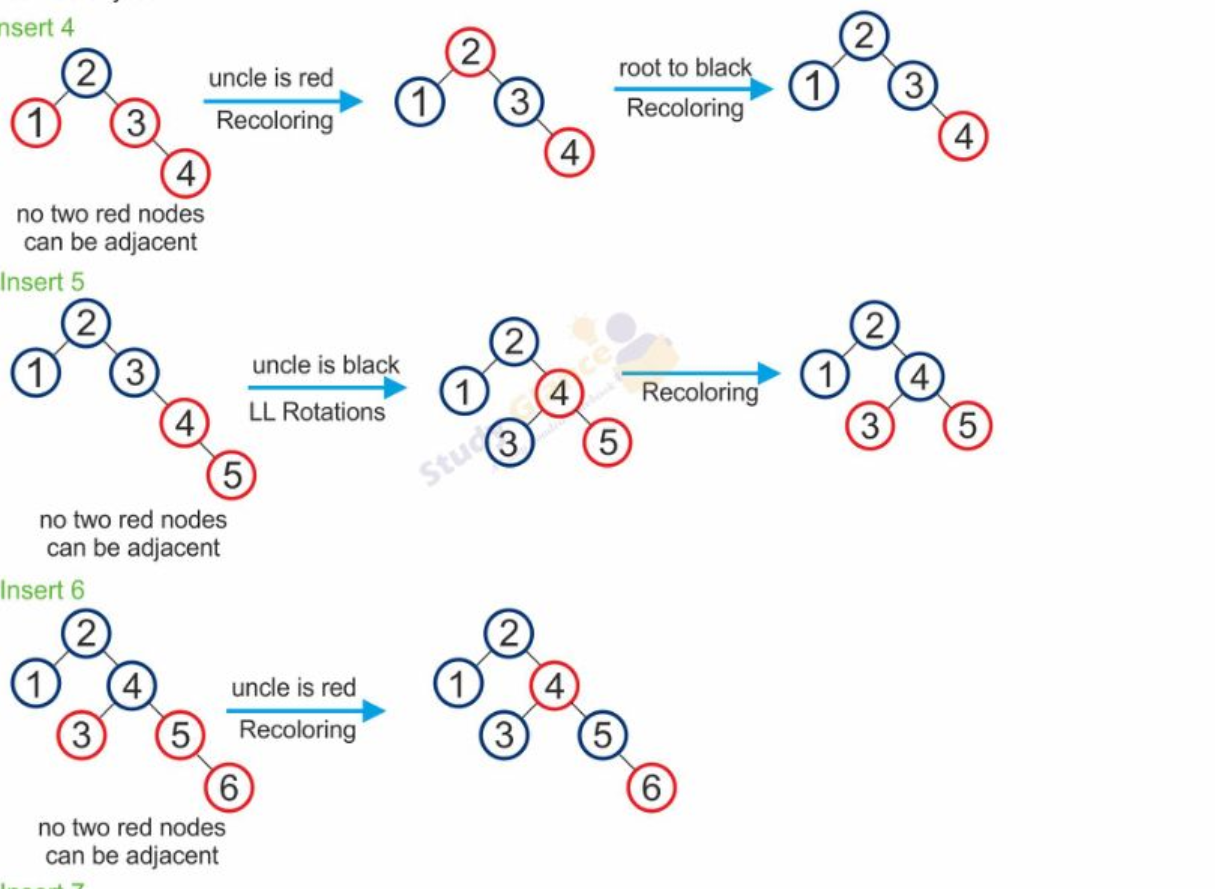 nsert 4
2
1
3
4
no two red nodes
can be adjacent
uncle is red
Recoloring
2
1
3
4
root to black
Recoloring
2
1
3
4
Insert 5
2
1
3
4
5
no two red nodes
can be adjacent
uncle is black
LL Rotations
2
1
4
3
5
Recoloring
2
1
4
3
5
Insert 6
2
1
4
3
5
6
no two red nodes
can be adjacent
uncle is red
Recoloring
2
1
4
3
5
6